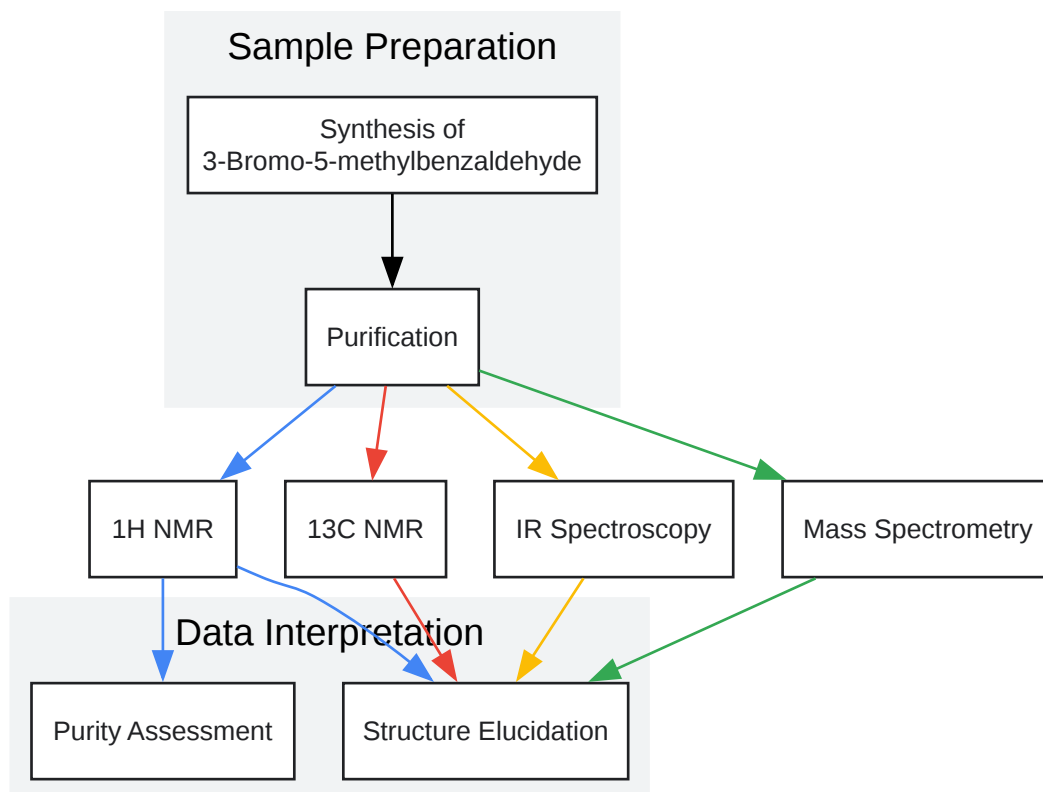 Sample Preparation
Synthesis of
3-Bromo-5-methylbenzaldehyde
Purification
1H NMR
13C NMR
IR Spectroscopy
Mass Spectrometry
Data Interpretation
Purity Assessment
Structure Elucidation